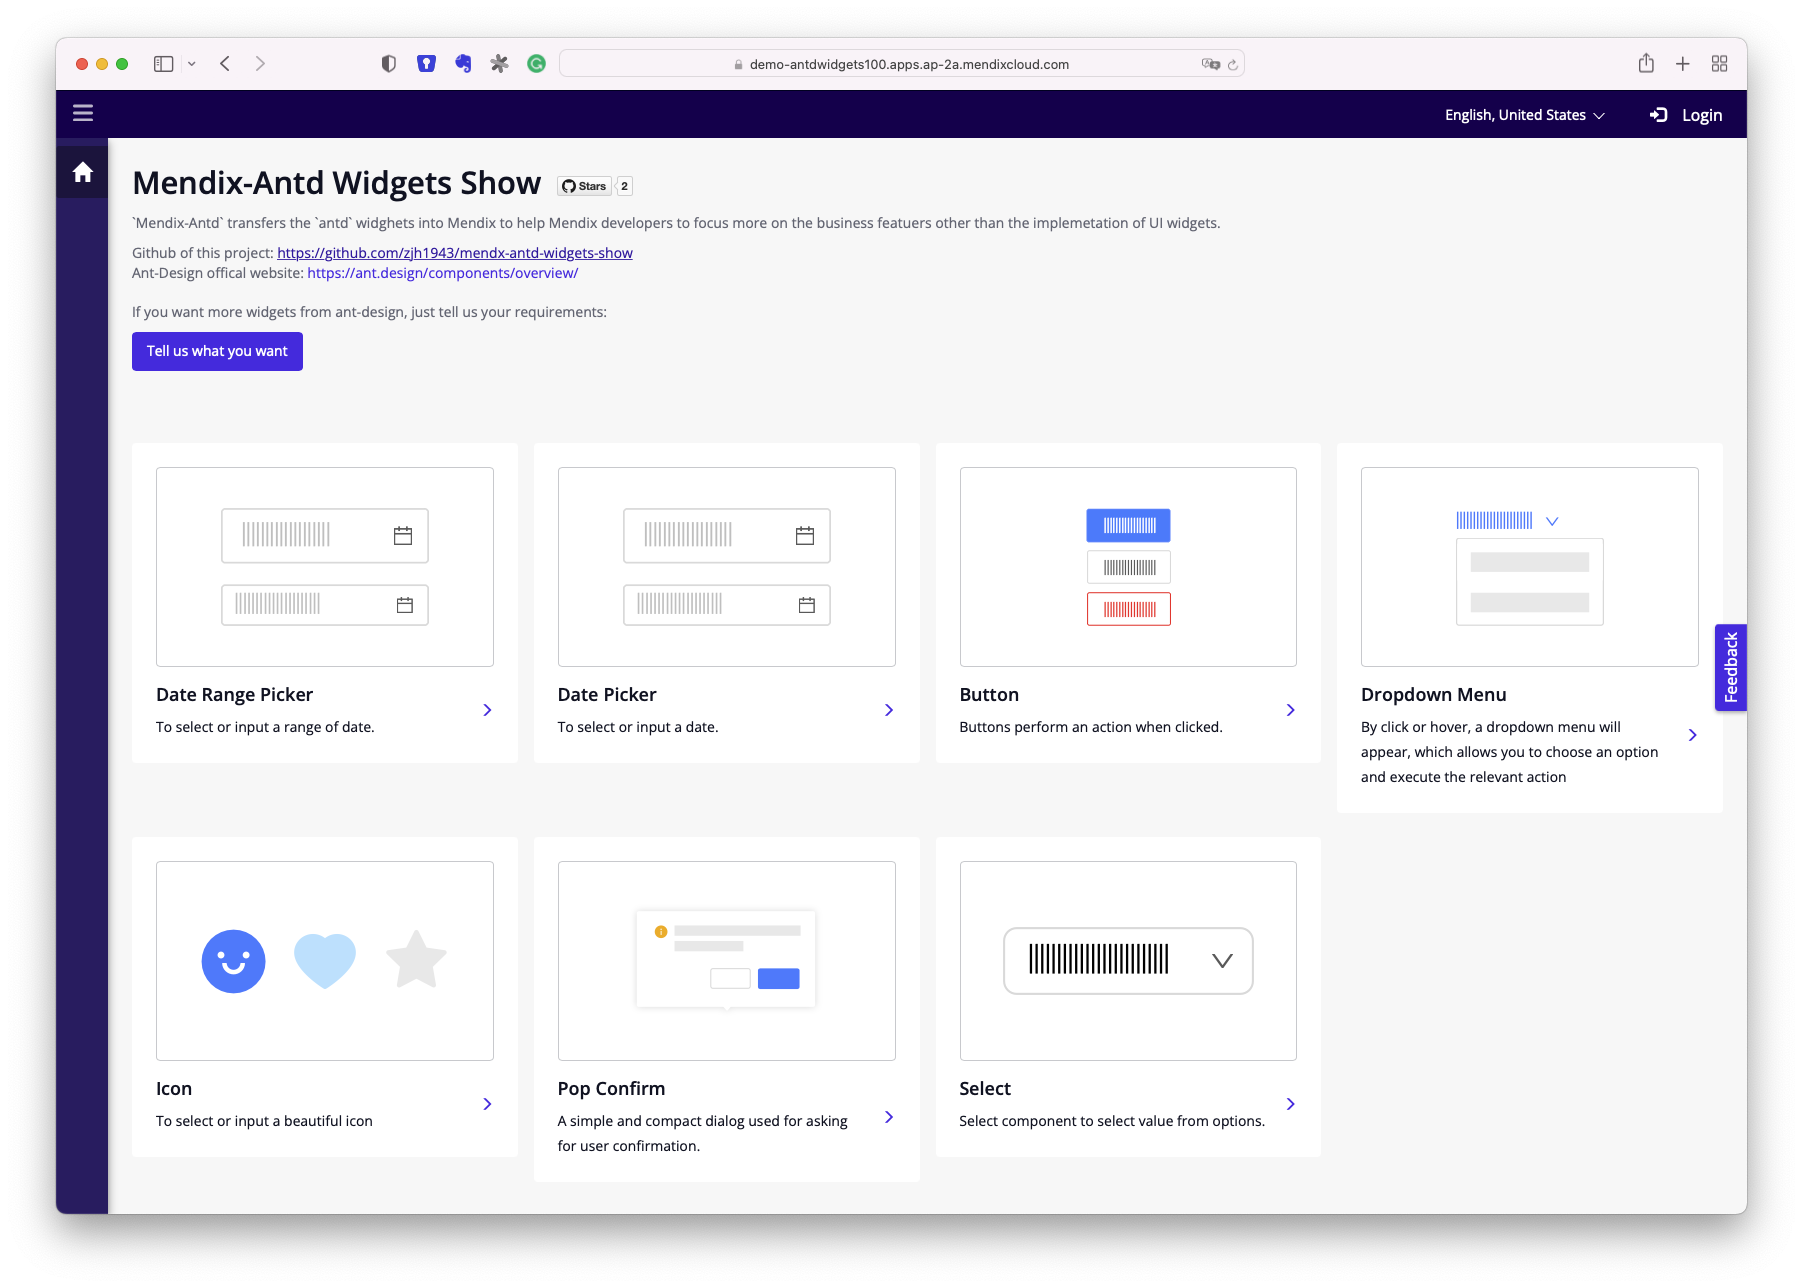 demo-antdwidgets100.apps.ap-2a.mendixcloud.com
English, United States
Login
Mendix-Antd Widgets Show
Stars
2
`Mendix-Antd` transfers the `antd` widghets into Mendix to help Mendix developers to focus more on the business featuers other than the implemetation of UI widgets.
Github of this project: https://github.com/zjh1943/mendx-antd-widgets-show
Ant-Design offical website: https://ant.design/components/overview/
If you want more widgets from ant-design, just tell us your requirements:
Tell us what you want
Date Range Picker
To select or input a range of date.
Date Picker
To select or input a date.
Button
Buttons perform an action when clicked.
Dropdown Menu
By click or hover, a dropdown menu will
appear, which allows you to choose an option
and execute the relevant action
Feedback
Icon
To select or input a beautiful icon
Pop Confirm
A simple and compact dialog used for asking
for user confirmation.
Select
Select component to select value from options.